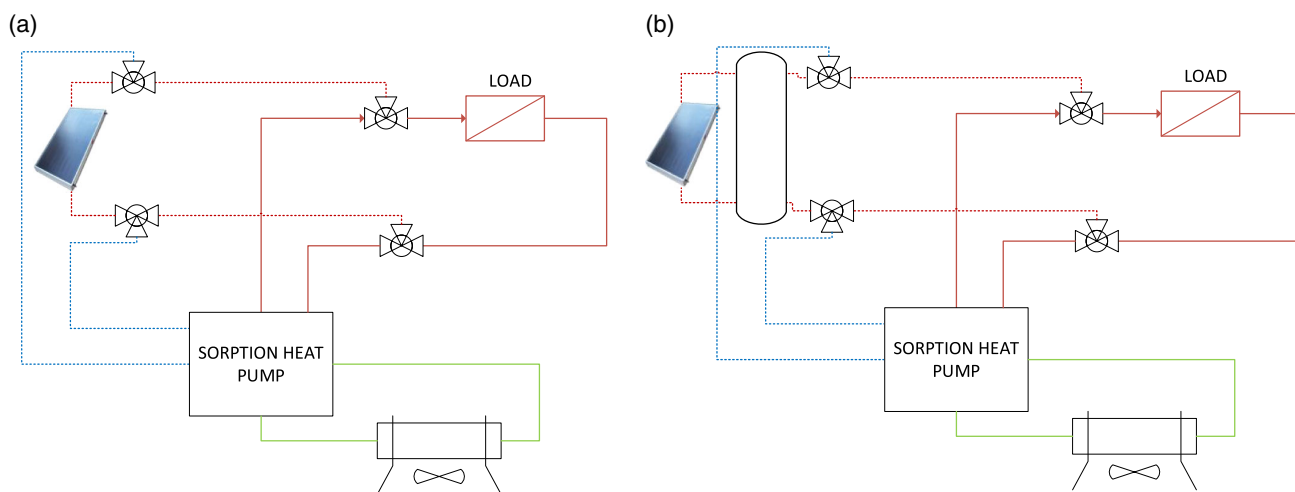 (a)
LOAD
SORPTION HEAT
PUMP
(b)
LOAD
SORPTION HEAT
PUMP